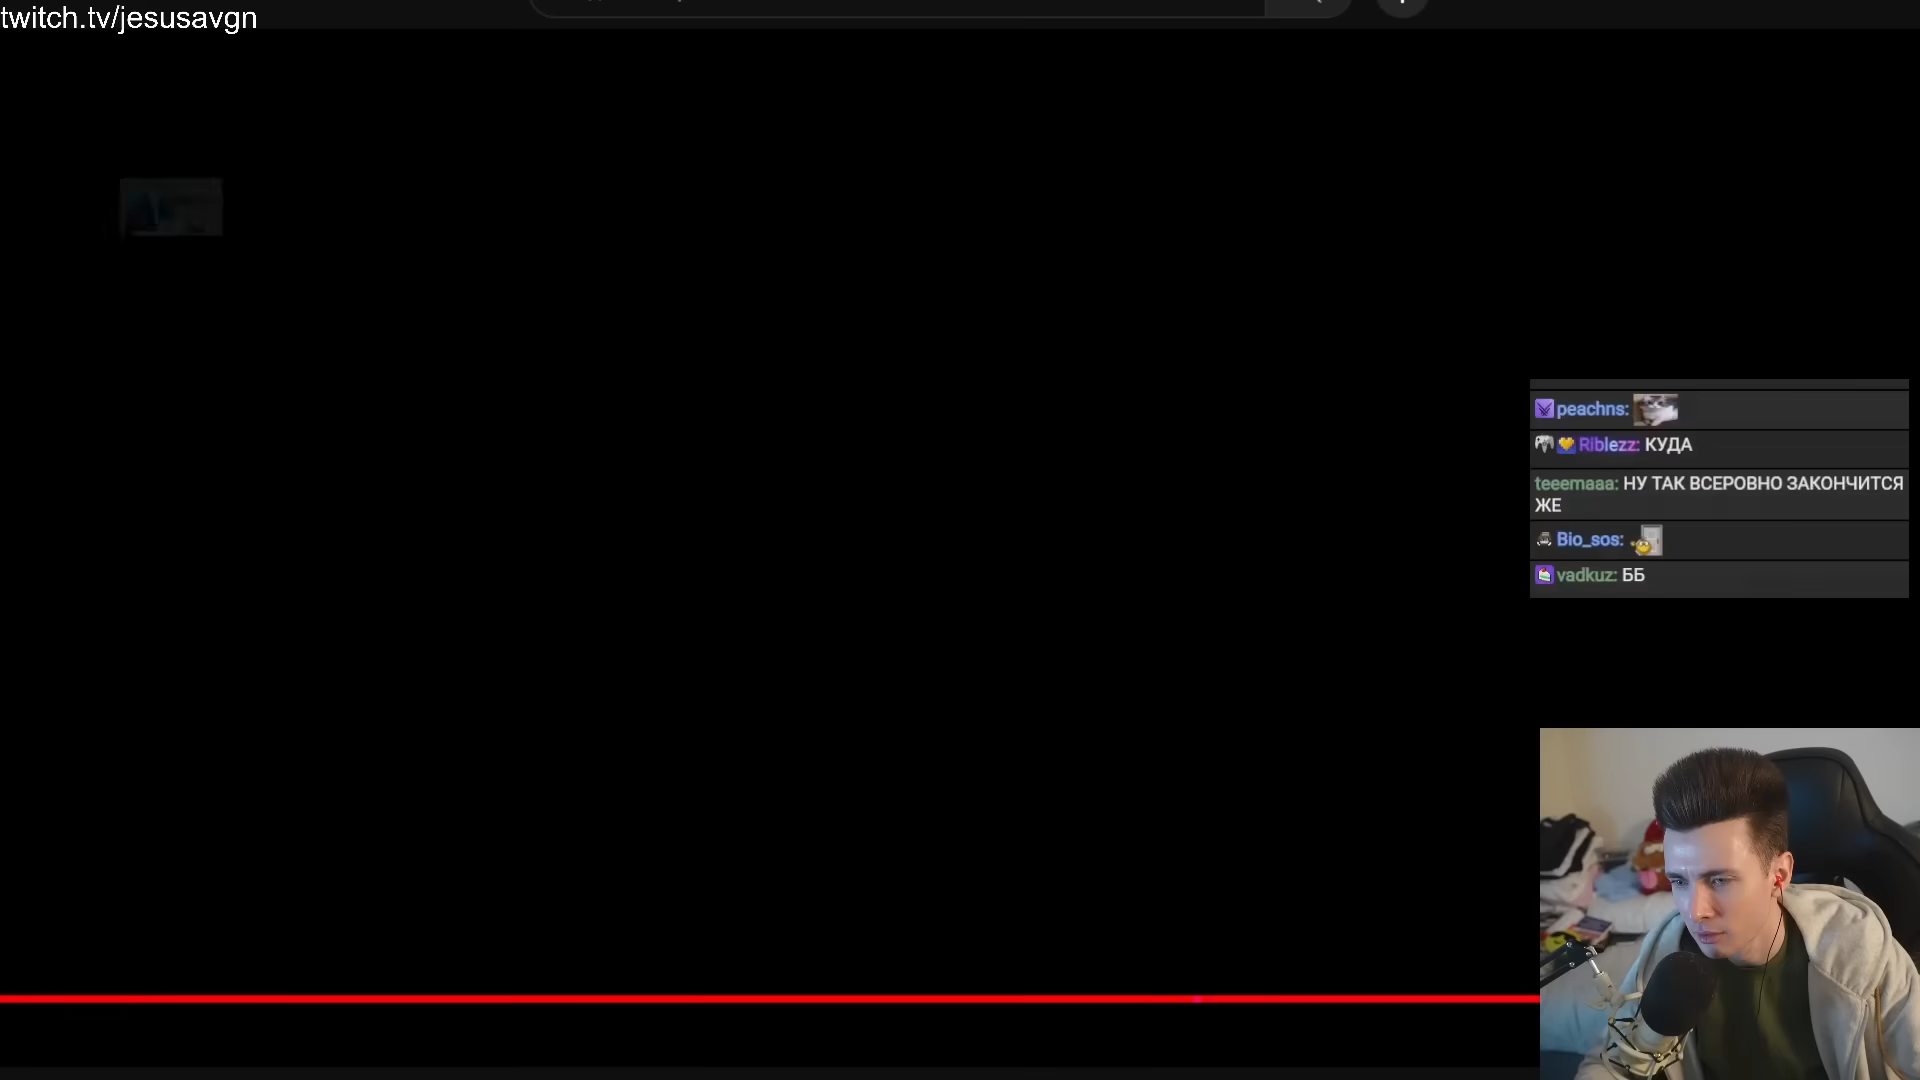 twitch.tv/jesusavgn
peachns:
Riblezz: КУДА
teeemaaa: НУ ТАК ВСЕРОВНО ЗАКОНЧИТСЯ
ЖЕ
Bio_sos:
vadkuz: ББ